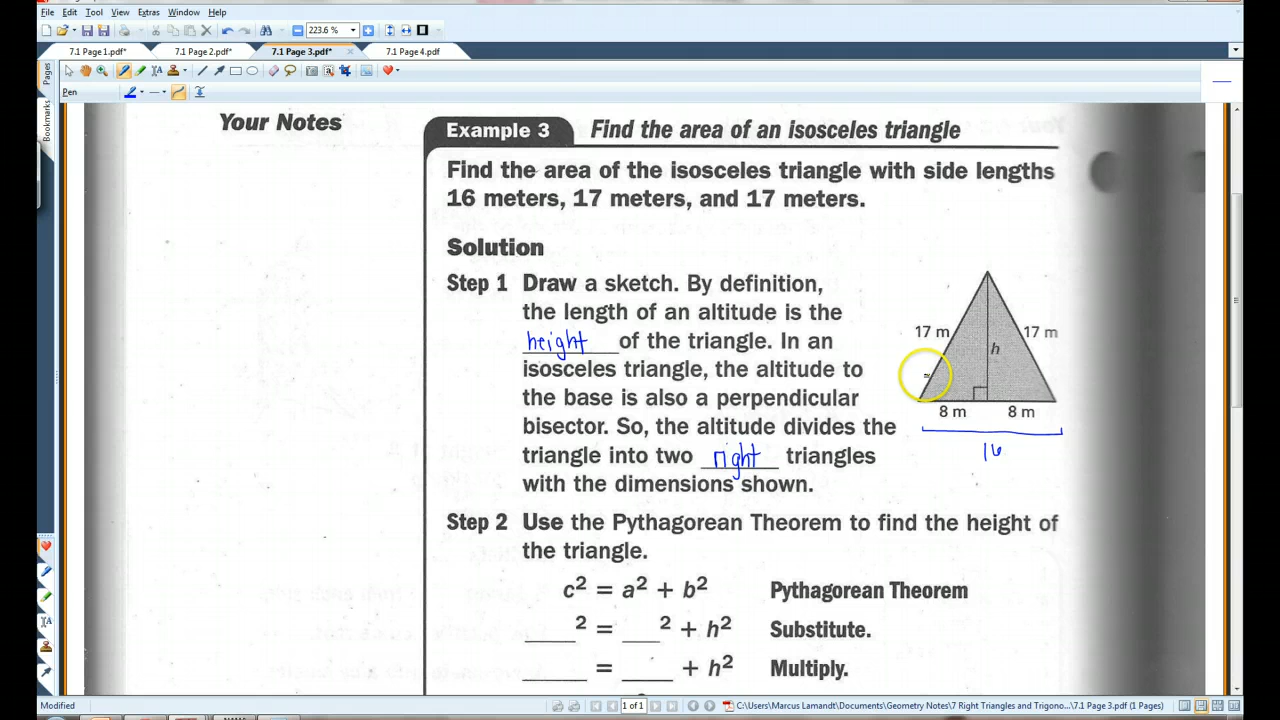 File Edit Tool View Extras Window Help
223.6 %
7.1 Page 1.pdf* 7.1 Page 2.pdf* 7.1 Page 3.pdf* 7.1 Page 4.pdf
Pen
Pages
Bookmarks
Your Notes
Example 3 Find the area of an isosceles triangle
Find the area of the isosceles triangle with side lengths
16 meters, 17 meters, and 17 meters.
Solution
Step 1 Draw a sketch. By definition,
the length of an altitude is the
height of the triangle. In an
isosceles triangle, the altitude to
the base is also a perpendicular
bisector. So, the altitude divides the
triangle into two right triangles
with the dimensions shown.
17 m 17 m
h
8 m 8 m
16
Step 2 Use the Pythagorean Theorem to find the height of
the triangle.
c² = a² + b² Pythagorean Theorem
____² = ___² + h² Substitute.
_____ = ____ + h² Multiply.
Modified 1 of 1 C:\Users\Marcus Lamandt\Documents\Geometry Notes\7 Right Triangles and Trigono...\7.1 Page 3.pdf (1 Pages)